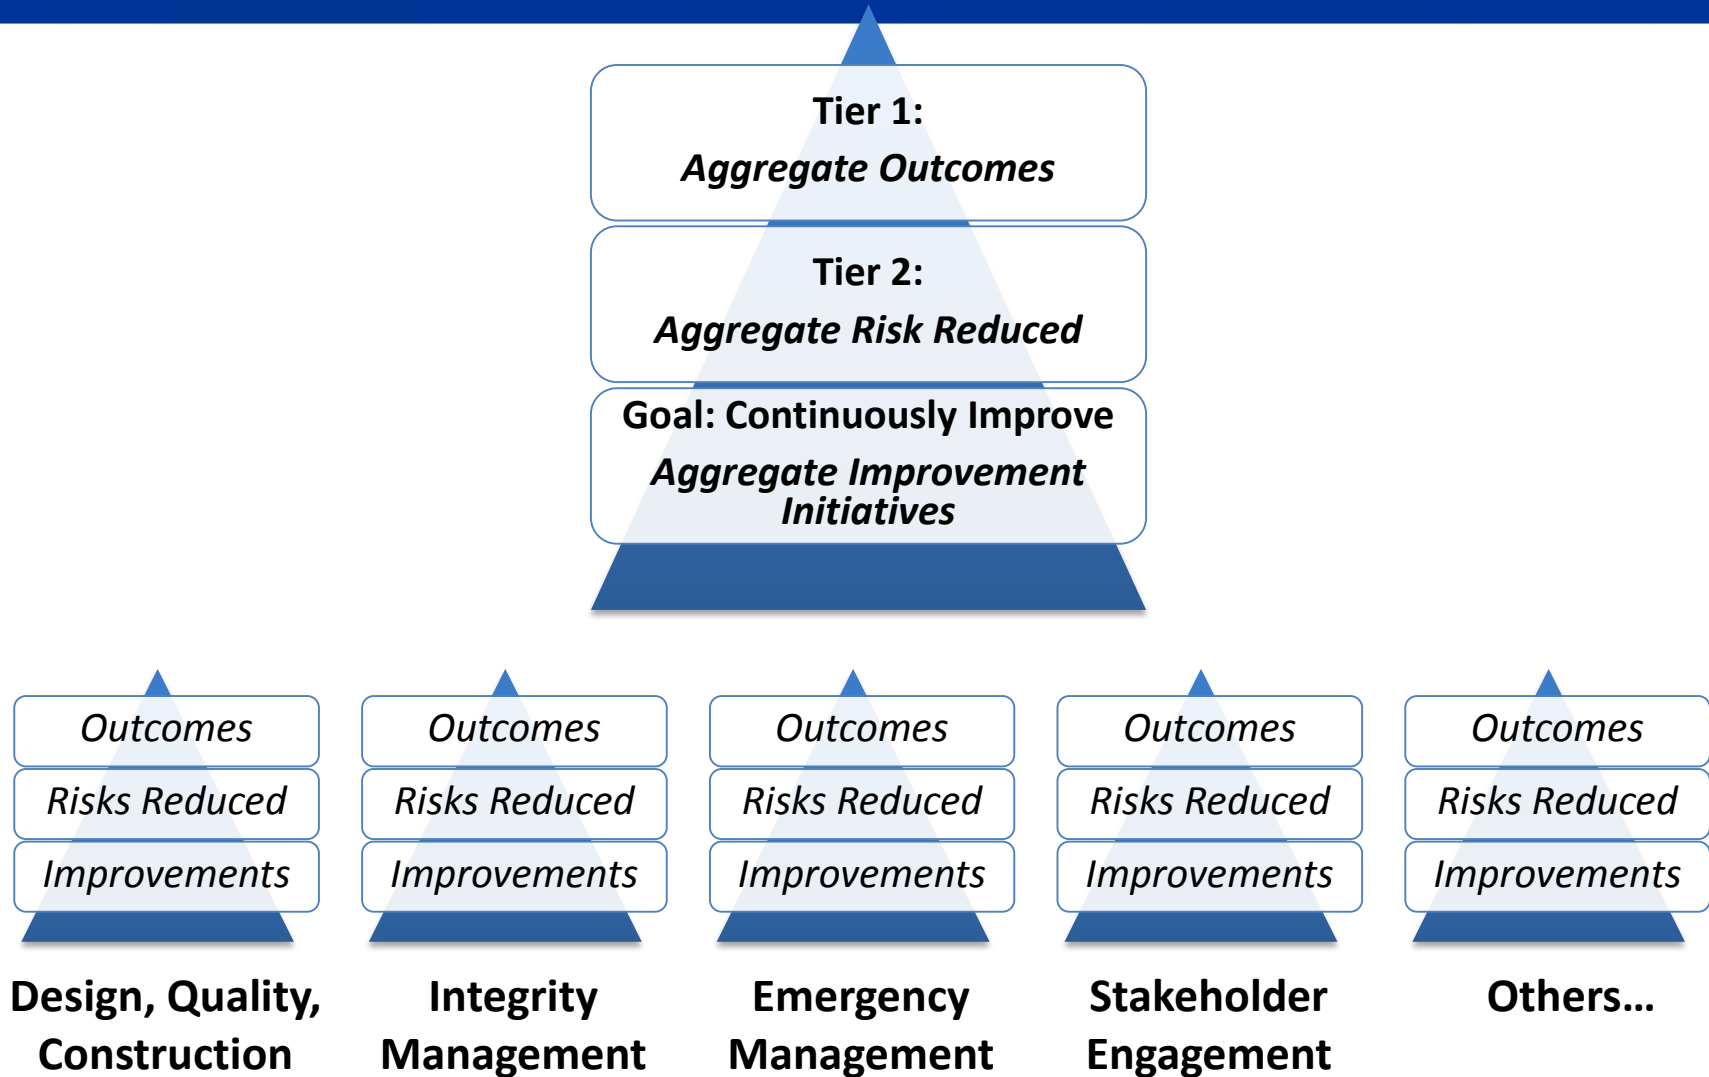 Tier 1:
Aggregate Outcomes
Tier 2:
Aggregate Risk Reduced
Goal: Continuously Improve
Aggregate Improvement
Initiatives
Outcomes
Risks Reduced
Improvements
Design, Quality,
Construction
Outcomes
Risks Reduced
Improvements
Integrity
Management
Outcomes
Risks Reduced
Improvements
Emergency
Management
Outcomes
Risks Reduced
Improvements
Stakeholder
Engagement
Outcomes
Risks Reduced
Improvements
Others…